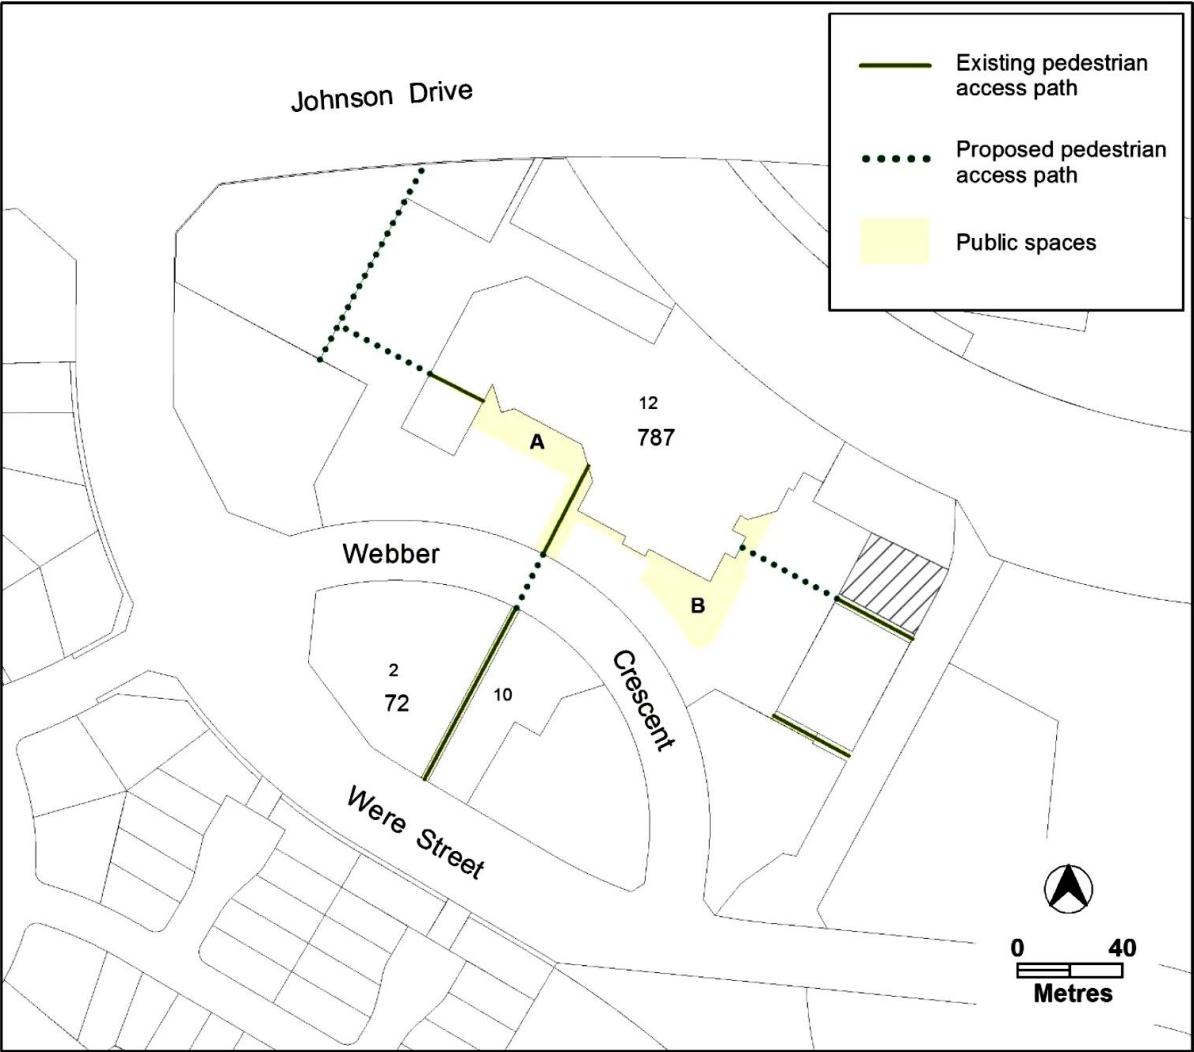 Johnson Drive
Existing pedestrian
access path
Proposed pedestrian
access path
Public spaces
12
787
A
Webber
B
Crescent
2
72
10
Were Street
0 40
Metres